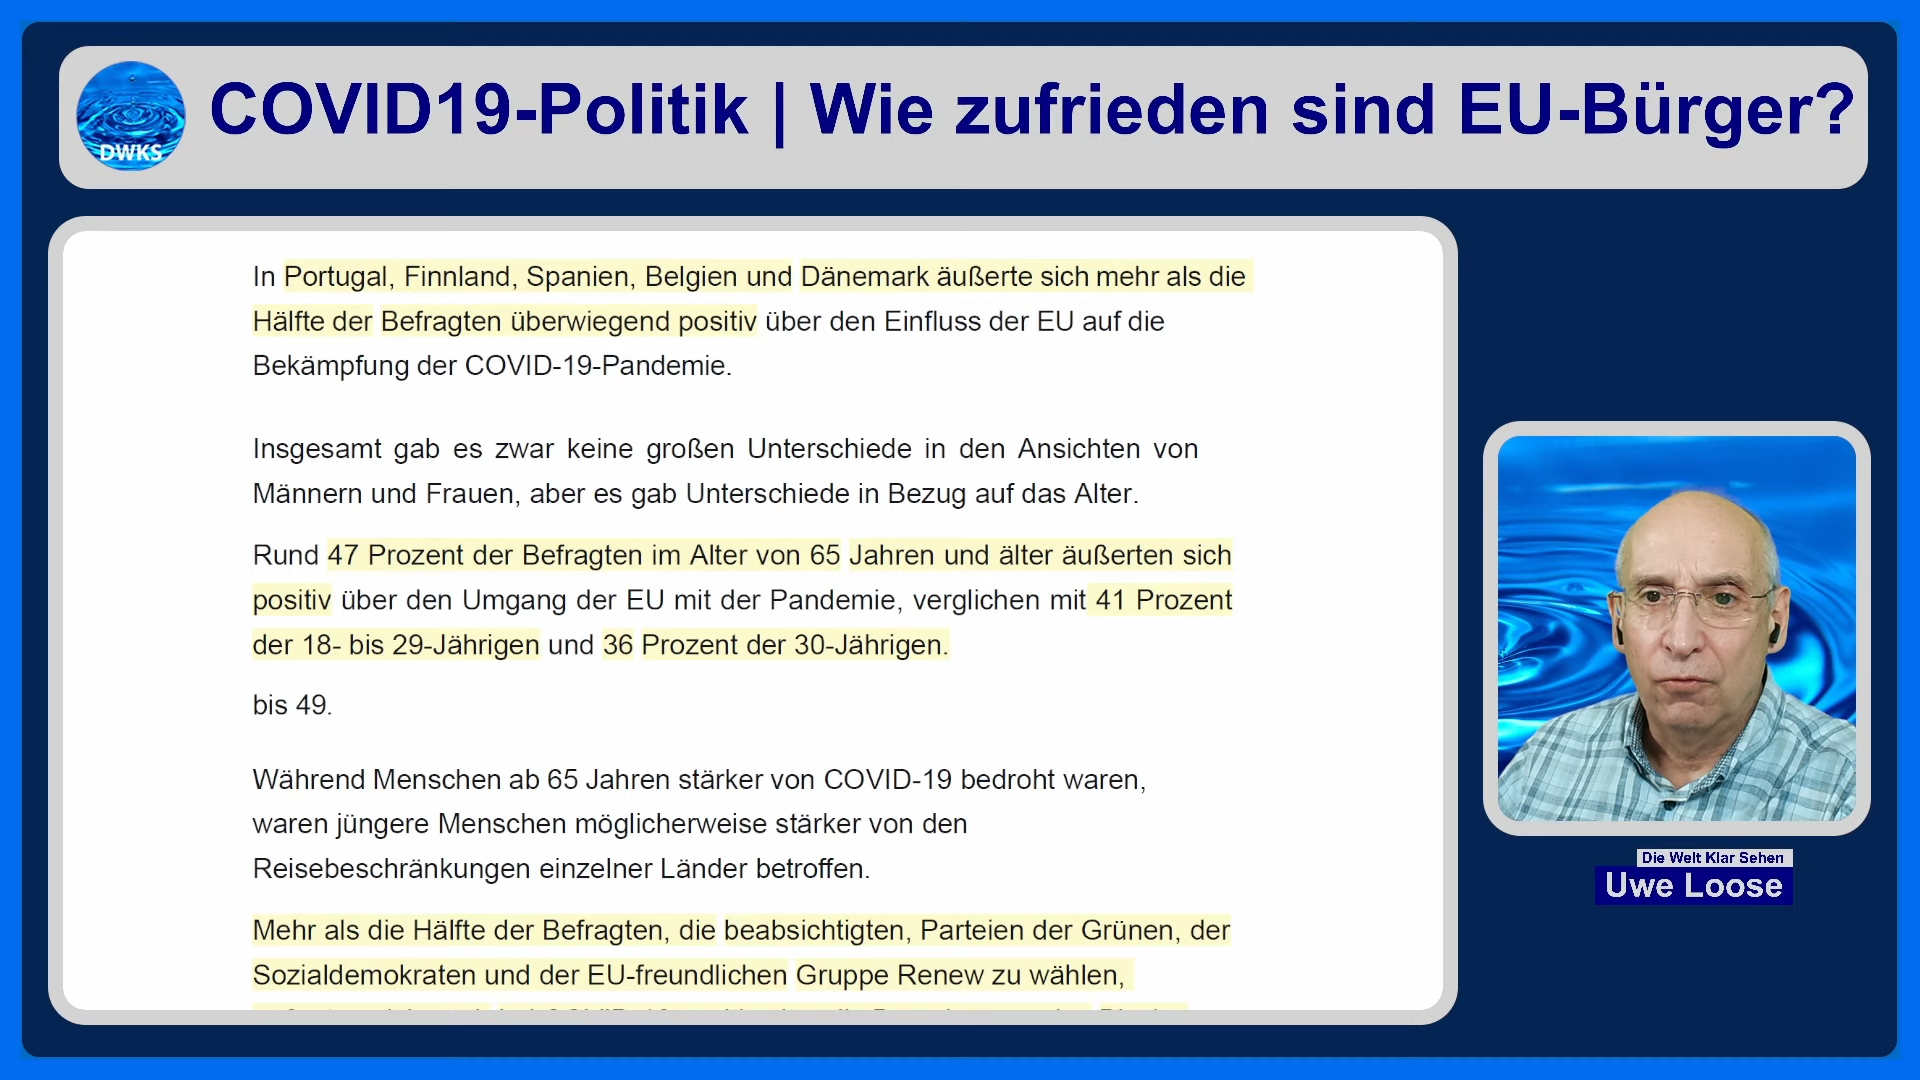 DWKS
COVID19-Politik | Wie zufrieden sind EU-Bürger?
In Portugal, Finnland, Spanien, Belgien und Dänemark äußerte sich mehr als die
Hälfte der Befragten überwiegend positiv über den Einfluss der EU auf die
Bekämpfung der COVID-19-Pandemie.
Insgesamt gab es zwar keine großen Unterschiede in den Ansichten von
Männern und Frauen, aber es gab Unterschiede in Bezug auf das Alter.
Rund 47 Prozent der Befragten im Alter von 65 Jahren und älter äußerten sich
positiv über den Umgang der EU mit der Pandemie, verglichen mit 41 Prozent
der 18- bis 29-Jährigen und 36 Prozent der 30-Jährigen.
bis 49.
Während Menschen ab 65 Jahren stärker von COVID-19 bedroht waren,
waren jüngere Menschen möglicherweise stärker von den
Reisebeschränkungen einzelner Länder betroffen.
Mehr als die Hälfte der Befragten, die beabsichtigten, Parteien der Grünen, der
Sozialdemokraten und der EU-freundlichen Gruppe Renew zu wählen,
Die Welt Klar Sehen
Uwe Loose